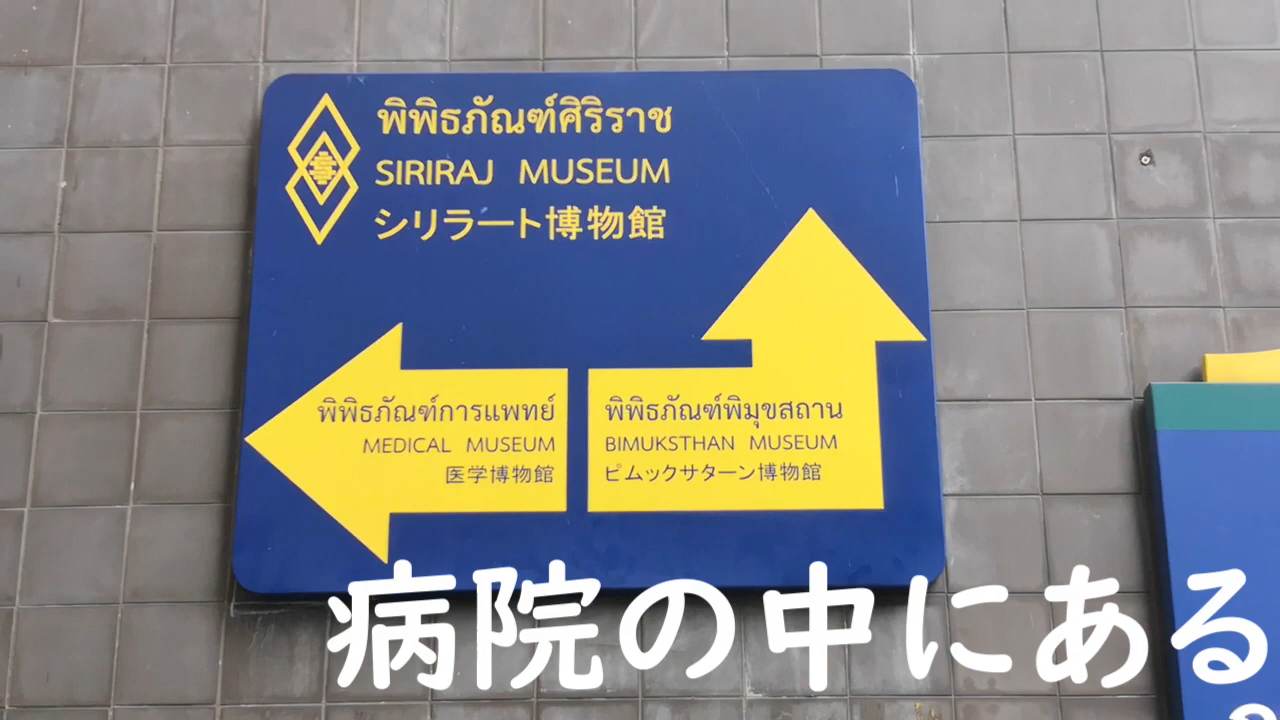 พิพิธภัณฑ์ศิริราช
SIRIRAJ MUSEUM
シリラート博物館
พิพิธภัณฑ์การแพทย์
MEDICAL MUSEUM
医学博物館
พิพิธภัณฑ์พิมุขสถาน
BIMUKSTHAN MUSEUM
ピムックサターン博物館
病院の中にある